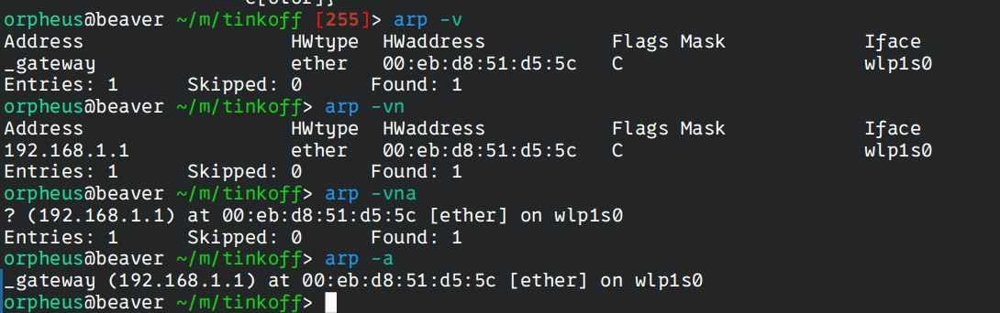 e[otor]}
orpheus@beaver ~/m/tinkoff [255]> arp -v
Address                  HWtype  HWaddress           Flags Mask            Iface
_gateway                 ether   00:eb:d8:51:d5:5c   C                     wlp1s0
Entries: 1      Skipped: 0      Found: 1
orpheus@beaver ~/m/tinkoff> arp -vn
Address                  HWtype  HWaddress           Flags Mask            Iface
192.168.1.1              ether   00:eb:d8:51:d5:5c   C                     wlp1s0
Entries: 1      Skipped: 0      Found: 1
orpheus@beaver ~/m/tinkoff> arp -vna
? (192.168.1.1) at 00:eb:d8:51:d5:5c [ether] on wlp1s0
Entries: 1      Skipped: 0      Found: 1
orpheus@beaver ~/m/tinkoff> arp -a
_gateway (192.168.1.1) at 00:eb:d8:51:d5:5c [ether] on wlp1s0
orpheus@beaver ~/m/tinkoff>